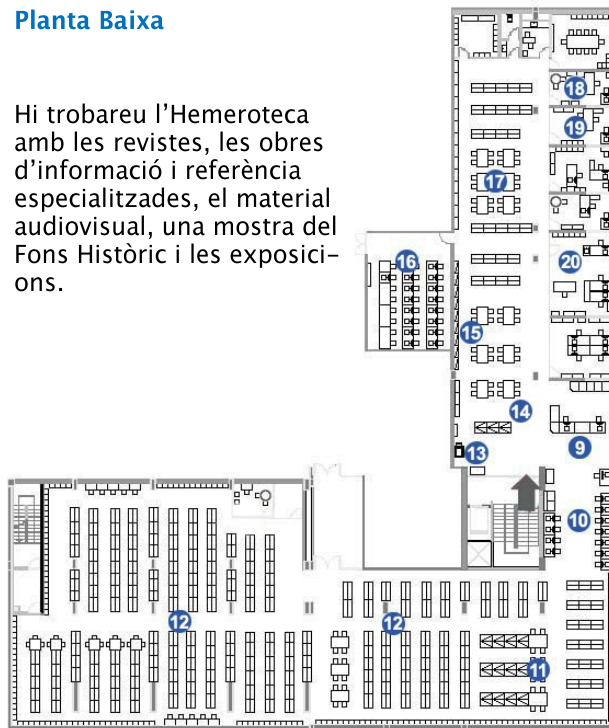 Planta Baixa
Hi trobareu l’Hemeroteca
amb les revistes, les obres
d’informació i referència
especialitzades, el material
audiovisual, una mostra del
Fons Històric i les exposici-
ons.
18
19
17
16
20
15
14
9
13
10
12
12
11